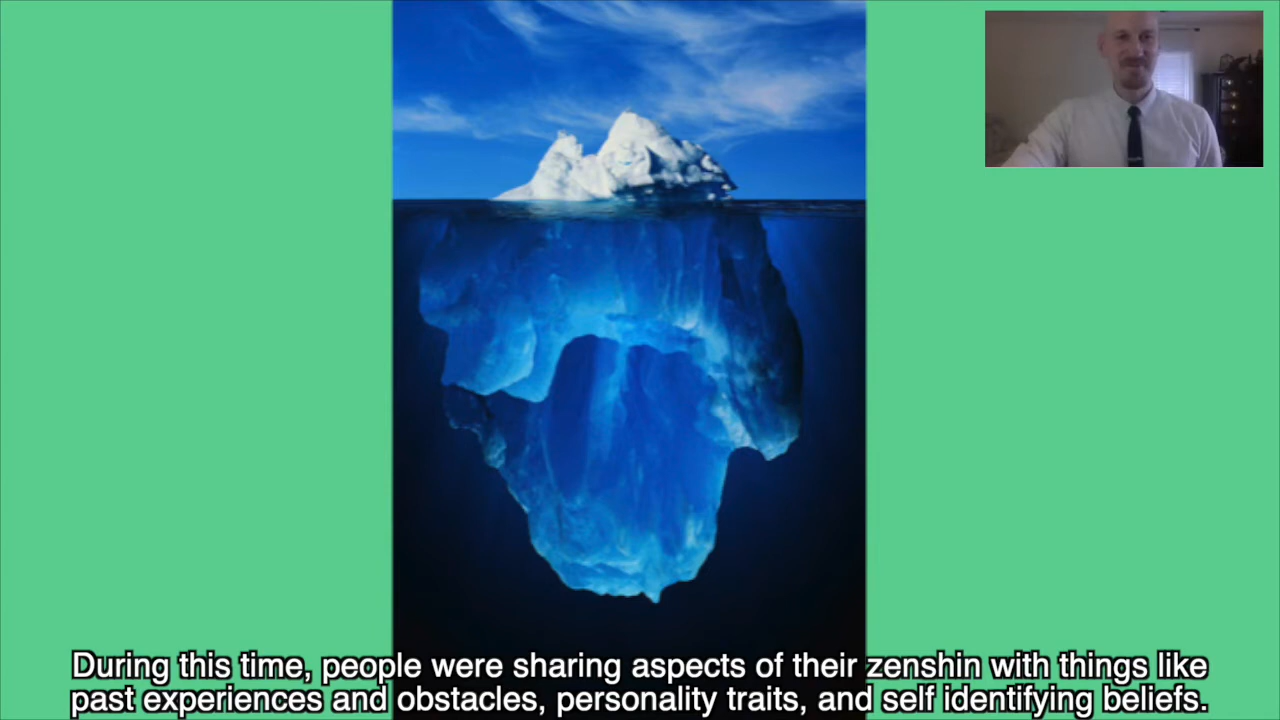 During this time, people were sharing aspects of their zenshin with things like
past experiences and obstacles, personality traits, and self identifying beliefs.